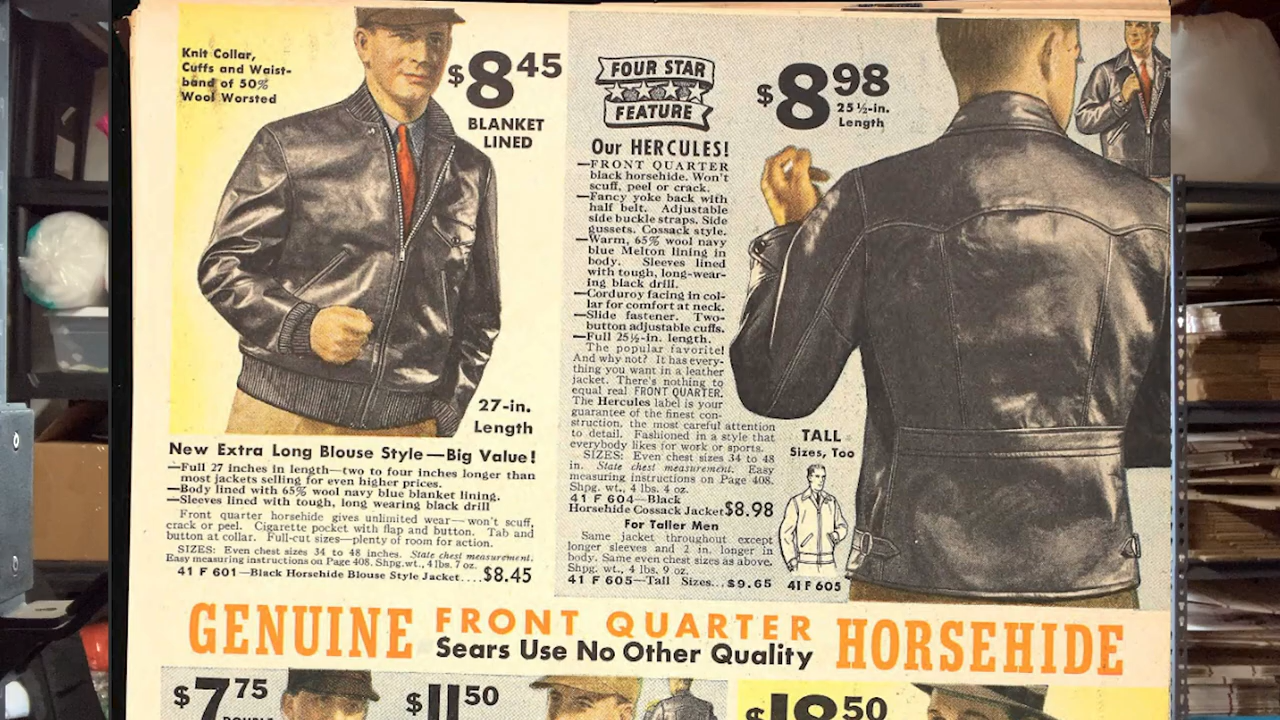 Knit Collar,
Cuffs and Waist-
band of 50%
Wool Worsted
$8.45
BLANKET
LINED
27-in.
Length
New Extra Long Blouse Style—Big Value!
—Full 27 inches in length—two to four inches longer than
most jackets selling for even higher prices.
—Body lined with 65% wool navy blue blanket lining.
—Sleeves lined with tough, long wearing black drill
Front quarter horsehide gives unlimited wear—won't scuff,
crack or peel. Cigarette pocket with flap and button. Tab and
button at collar. Full-cut sizes—plenty of room for action.
SIZES: Even chest sizes 34 to 48 inches. State chest measurement.
Easy measuring instructions on Page 408. Shpg. wt., 4 lbs. 7 oz.
41 F 601—Black Horsehide Blouse Style Jacket....$8.45
FOUR STAR
FEATURE
$8.98
25½-in.
Length
Our HERCULES!
—FRONT QUARTER
black horsehide. Won't
scuff, peel or crack.
—Fancy yoke back with
half belt. Adjustable
side buckle straps. Side
gussets. Cossack style.
—Warm, 65% wool navy
blue Melton lining in
body. Sleeves lined
with tough, long-wear-
ing black drill.
—Corduroy facing in col-
lar for comfort at neck.
—Slide fastener. Two-
button adjustable cuffs.
—Full 25½-in. length.
The popular favorite!
And why not? It has every-
thing you want in a leather
jacket. There's nothing to
equal real FRONT QUARTER.
The Hercules label is your
guarantee of the finest con-
struction, the most careful attention
to detail. Fashioned in a style that
everybody likes for work or sports.
SIZES: Even chest sizes 34 to 48
in. State chest measurement. Easy
measuring instructions on Page 408.
Shpg. wt., 4 lbs. 4 oz.
41 F 604—Black
Horsehide Cossack Jacket $8.98
For Taller Men
Same jacket throughout except
longer sleeves and 2 in. longer in
body. Same even chest sizes as above.
Shpg. wt., 4 lbs. 9 oz.
41 F 605—Tall Sizes...$9.65
TALL
Sizes, Too
41 F 605
GENUINE FRONT QUARTER HORSEHIDE
Sears Use No Other Quality
$7.75
$11.50
$18.50